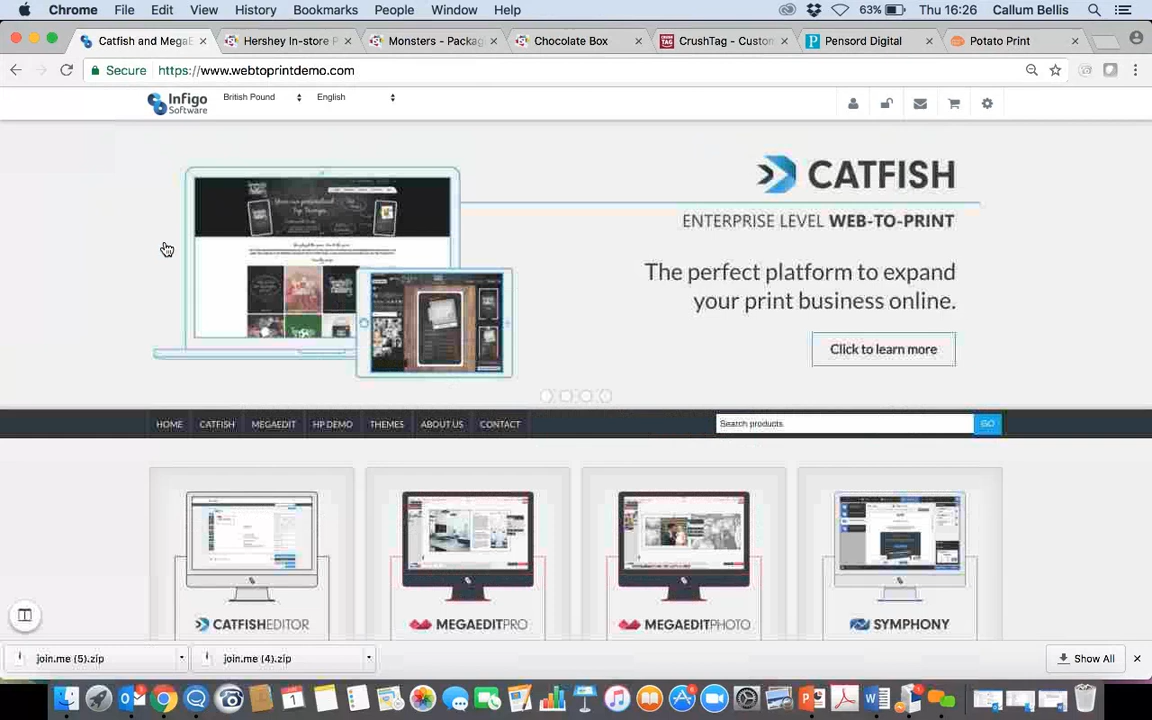 Chrome File Edit View History Bookmarks People Window Help 63% Thu 16:26 Callum Bellis
Catfish and MegaE Hershey In-store P Monsters - Packag Chocolate Box CrushTag - Custom Pensord Digital Potato Print
Secure https://www.webtoprintdemo.com
Infigo Software British Pound English
CATFISH
ENTERPRISE LEVEL WEB-TO-PRINT
The perfect platform to expand
your print business online.
Click to learn more
HOME CATFISH MEGAEDIT HP DEMO THEMES ABOUT US CONTACT Search products GO
CATFISHEDITOR MEGAEDITPRO MEGAEDITPHOTO SYMPHONY
join.me (5).zip join.me (4).zip Show All